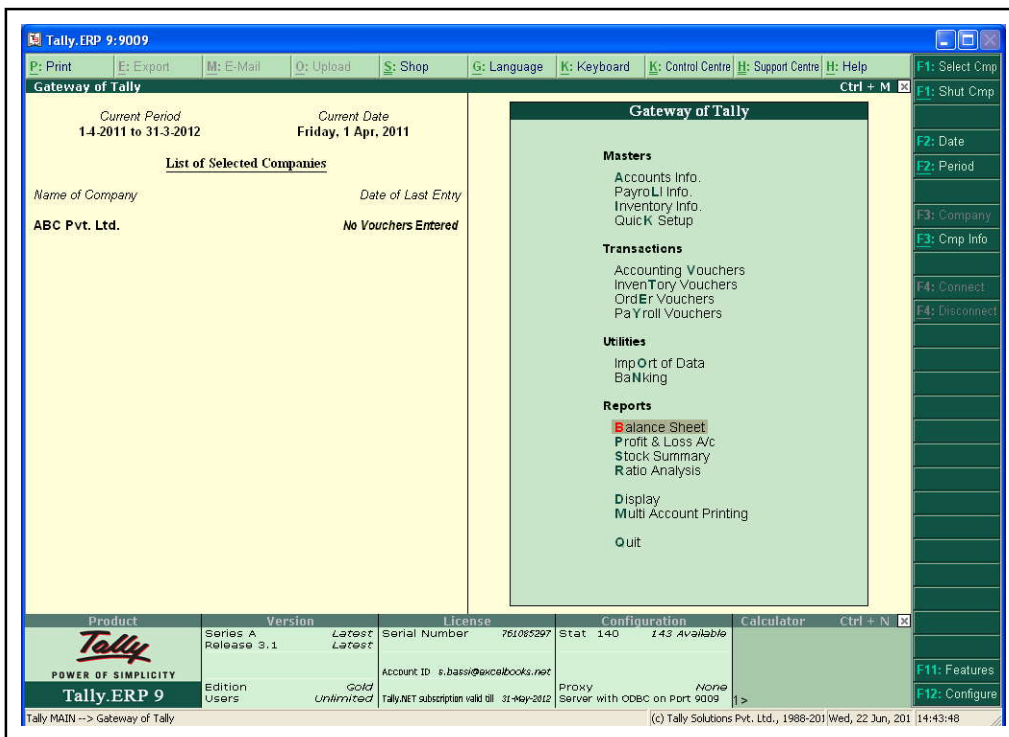 Tally.ERP 9:9009
P: Print E: Export M: E-Mail O: Upload S: Shop G: Language K: Keyboard K: Control Centre H: Support Centre H: Help
Gateway of Tally Ctrl + M
Current Period Current Date
1-4-2011 to 31-3-2012 Friday, 1 Apr, 2011
List of Selected Companies
Name of Company Date of Last Entry
ABC Pvt. Ltd. No Vouchers Entered
Gateway of Tally
Masters
Accounts Info.
PayroLl Info.
Inventory Info.
QuicK Setup
Transactions
Accounting Vouchers
InvenTory Vouchers
OrdEr Vouchers
PaYroll Vouchers
Utilities
ImpOrt of Data
BaNking
Reports
Balance Sheet
Profit & Loss A/c
Stock Summary
Ratio Analysis
Display
Multi Account Printing
Quit
F1: Select Cmp
F1: Shut Cmp
F2: Date
F2: Period
F3: Company
F3: Cmp Info
F4: Connect
F4: Disconnect
F11: Features
F12: Configure
Product Version License Configuration Calculator Ctrl + N
Tally
POWER OF SIMPLICITY
Tally.ERP 9
Series A Latest
Release 3.1 Latest
Edition Gold
Users Unlimited
Serial Number 761085297
Account ID s.bassi@excelbooks.net
Tally.NET subscription valid till 31-May-2012
Stat 140 143 Available
Proxy None
Server with ODBC on Port 9009
1>
Tally MAIN --> Gateway of Tally (c) Tally Solutions Pvt. Ltd., 1988-201 Wed, 22 Jun, 201 14:43:48